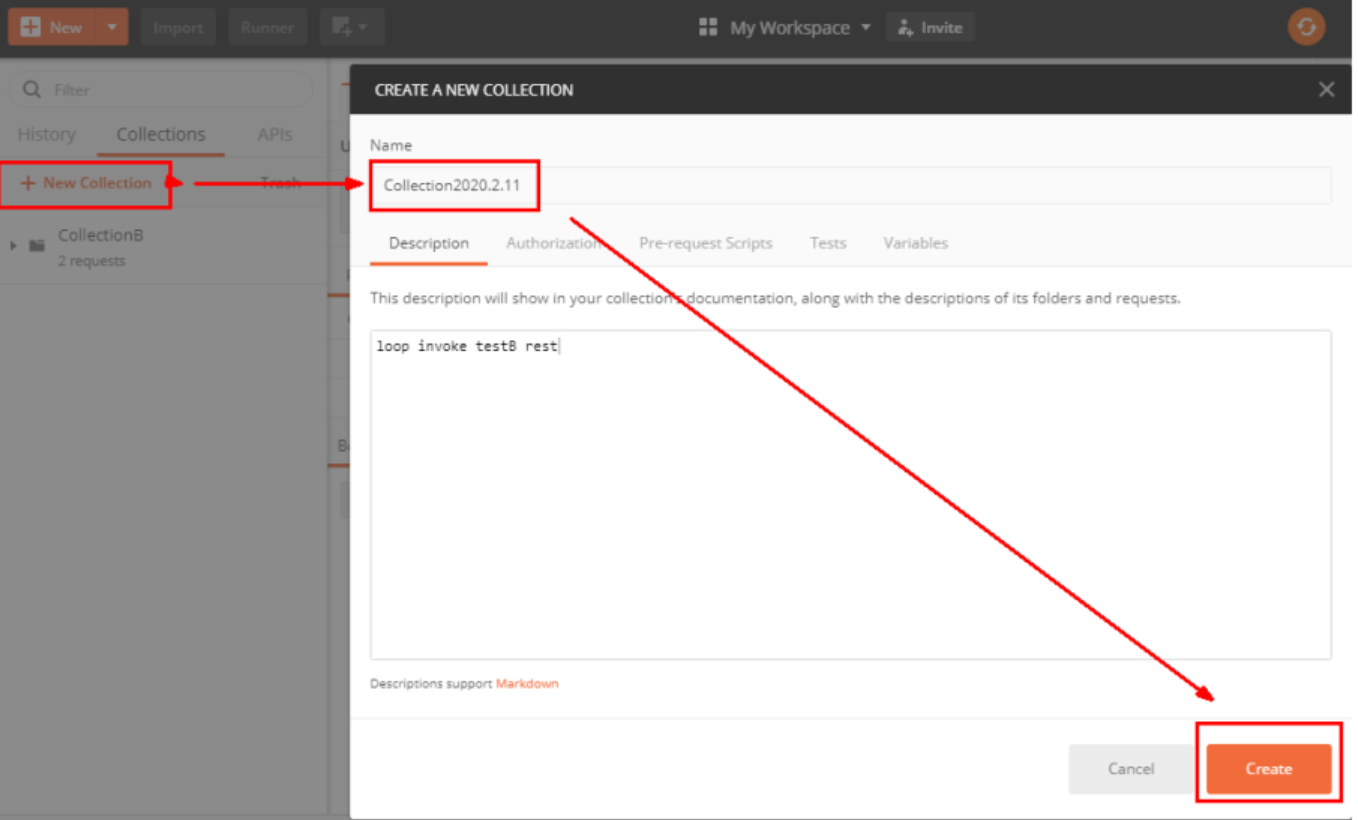 New Import Runner My Workspace Invite
Filter
History Collections APIs
+ New Collection Trash
CollectionB
2 requests
CREATE A NEW COLLECTION
Name
Collection2020.2.11
Description Authorization Pre-request Scripts Tests Variables
This description will show in your collection's documentation, along with the descriptions of its folders and requests.
loop invoke testB rest
Descriptions support Markdown
Cancel Create